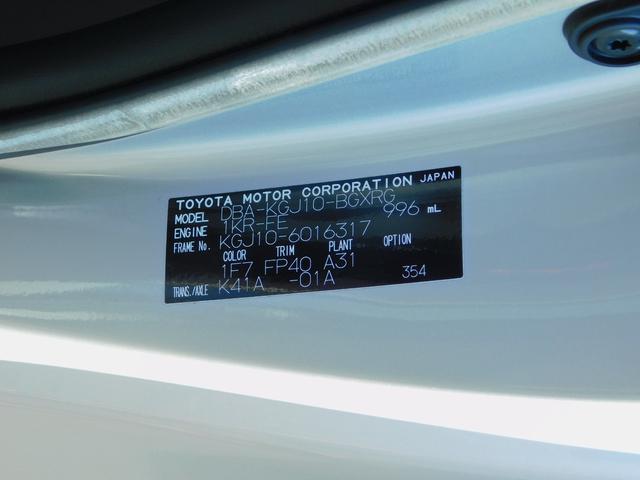 TOYOTA MOTOR CORPORATION JAPAN
MODEL DBA-KGJ10-BGXRG
ENGINE 1KR-FE 996 mL
FRAME No. KGJ10-6016317
COLOR TRIM PLANT OPTION
1F7 FP40 A31
TRANS./AXLE K41A -01A 354